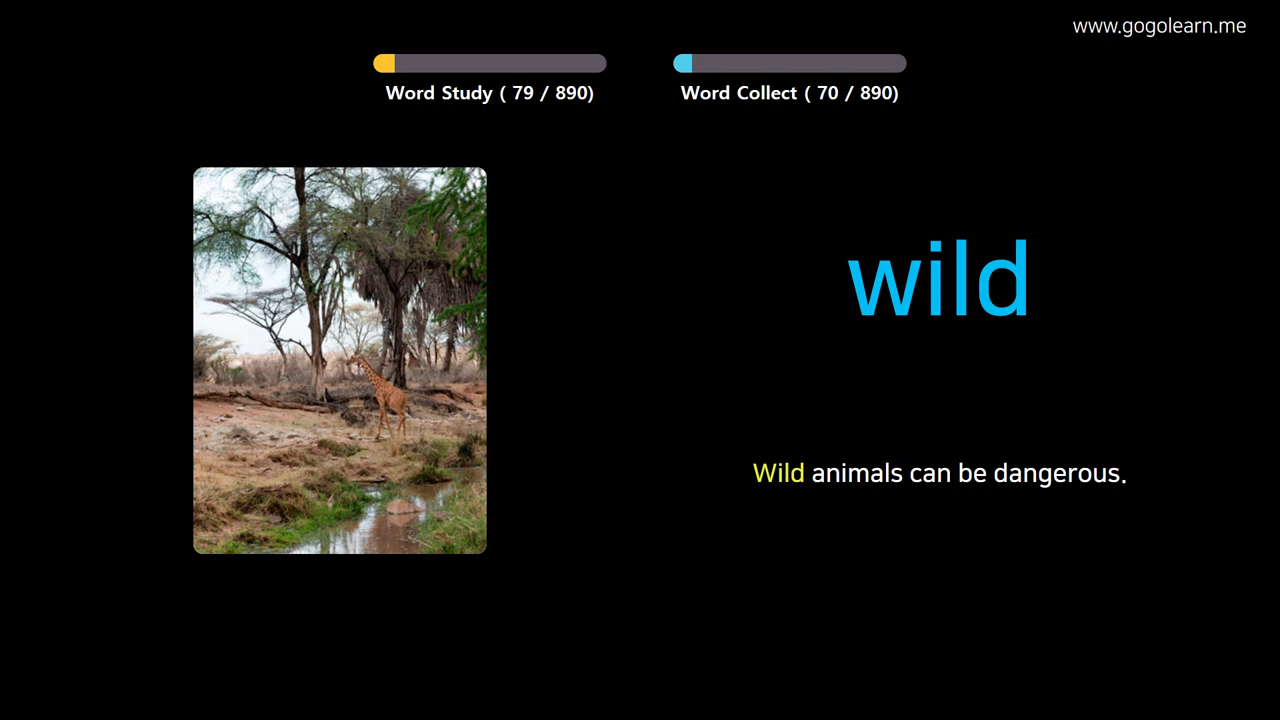 www.gogolearn.me
Word Study ( 79 / 890)
Word Collect ( 70 / 890)
wild
Wild animals can be dangerous.